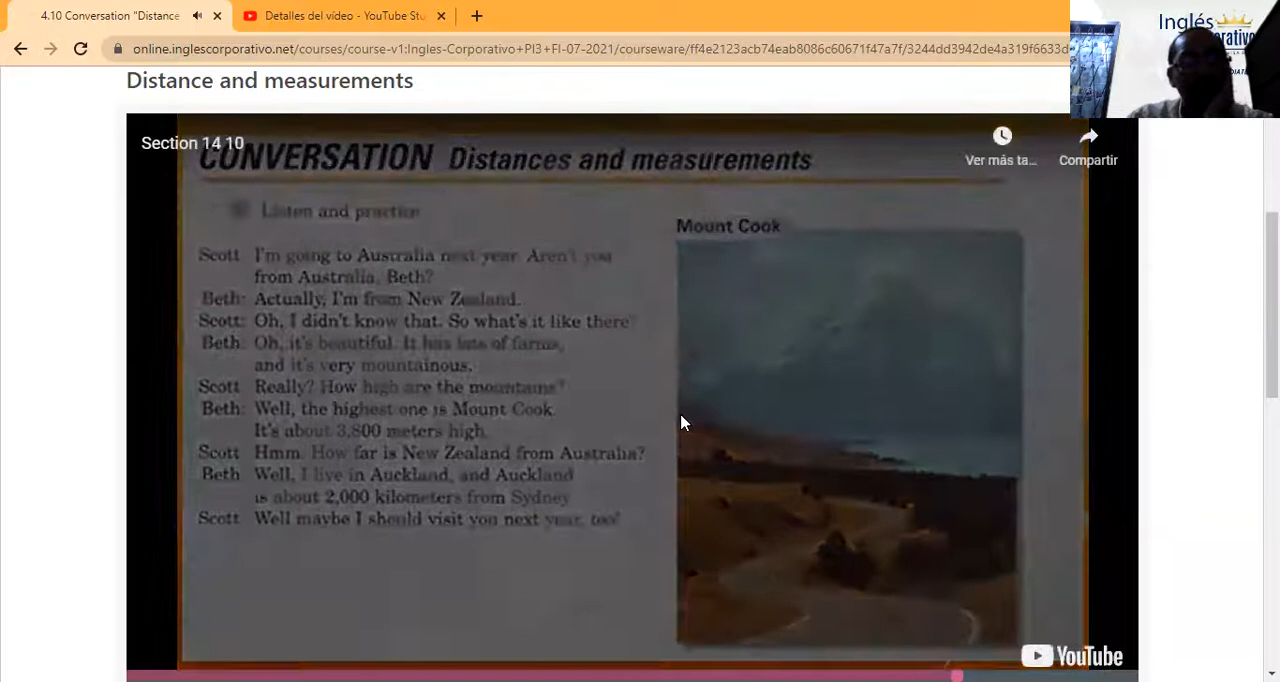 4.10 Conversation "Distance
Detalles del vídeo - YouTube Stu
online.inglescorporativo.net/courses/course-v1:Ingles-Corporativo+PI3+FI-07-2021/courseware/ff4e2123acb74eab8086c60671f47a7f/3244dd3942de4a319f6633d
Inglés
Distance and measurements
Section 14 10
Ver más ta...
Compartir
CONVERSATION Distances and measurements
Listen and practice
Mount Cook
Scott I'm going to Australia next year. Aren't you
from Australia, Beth?
Beth: Actually, I'm from New Zealand.
Scott: Oh, I didn't know that. So what's it like there?
Beth: Oh, it's beautiful. It has lots of farms,
and it's very mountainous.
Scott Really? How high are the mountains?
Beth: Well, the highest one is Mount Cook.
It's about 3,800 meters high.
Scott Hmm. How far is New Zealand from Australia?
Beth Well, I live in Auckland, and Auckland
is about 2,000 kilometers from Sydney
Scott Well maybe I should visit you next year, too!
YouTube